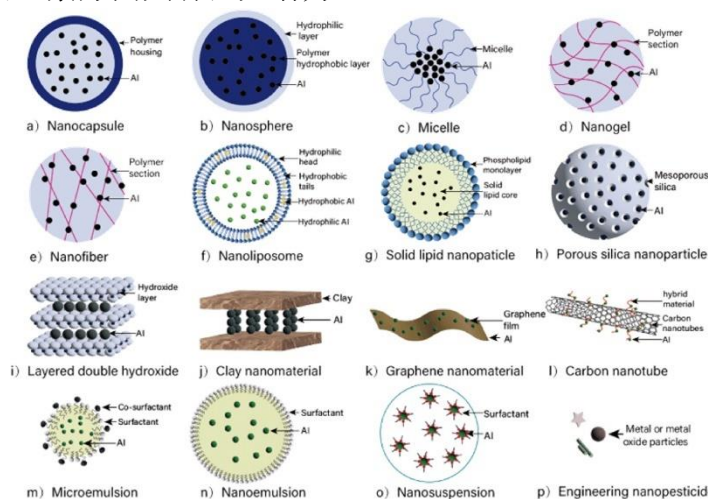 Polymer
housing
AI
a) Nanocapsule
Hydrophilic
layer
Polymer
hydrophobic layer
AI
b) Nanosphere
Micelle
AI
c) Micelle
Polymer
section
AI
d) Nanogel
Polymer
section
AI
e) Nanofiber
Hydrophilic
head
Hydrophobic
tails
Hydrophobic AI
Hydrophilic AI
f) Nanoliposome
Phospholipid
monolayer
Solid
lipid core
AI
g) Solid lipid nanopaticle
Mesoporous
silica
AI
h) Porous silica nanoparticle
Hydroxide
layer
AI
i) Layered double hydroxide
Clay
AI
j) Clay nanomaterial
Graphene
film
AI
k) Graphene nanomaterial
hybrid
material
Carbon
nanotubes
AI
l) Carbon nanotube
Co-surfactant
Surfactant
AI
m) Microemulsion
Surfactant
AI
n) Nanoemulsion
Surfactant
AI
o) Nanosuspension
Metal or metal
oxide particles
p) Engineering nanopesticid